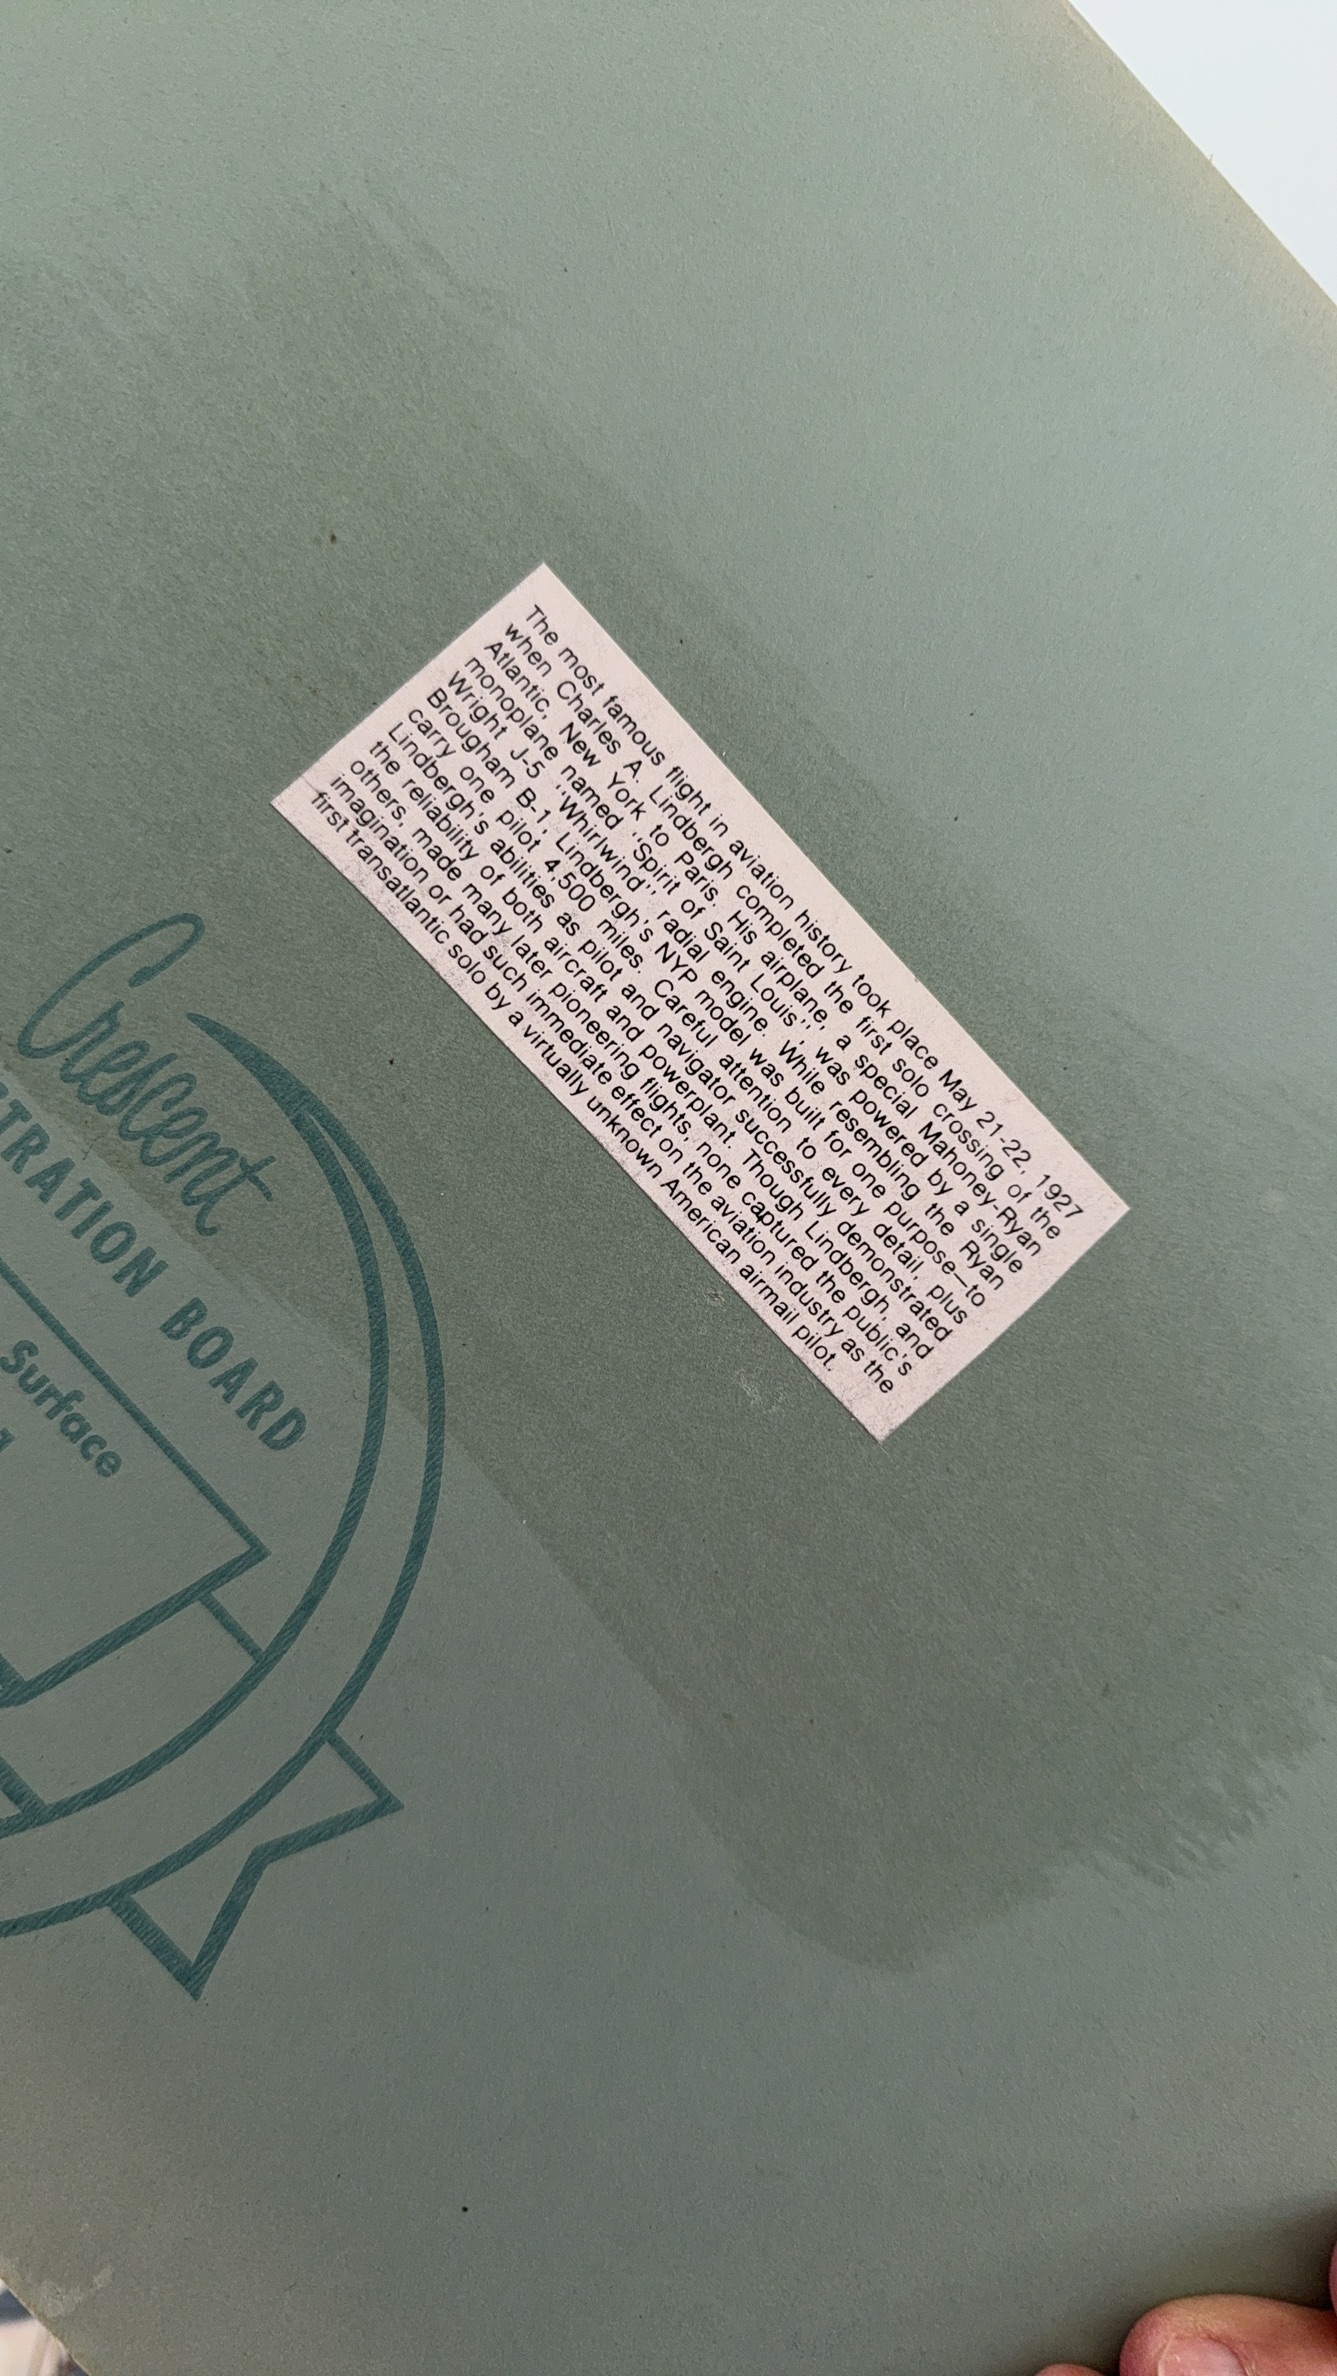 The most famous flight in aviation history took place May 21-22, 1927
when Charles A. Lindbergh completed the first solo crossing of the
Atlantic, New York to Paris. His airplane, a special Mahoney-Ryan
monoplane named "Spirit of Saint Louis", was powered by a single
Wright J-5 "Whirlwind" radial engine. While resembling the Ryan
Brougham B-1, Lindbergh's NYP model was built for one purpose—to
carry one pilot 4,500 miles. Careful attention to every detail, plus
Lindbergh's abilities as pilot and navigator successfully demonstrated
the reliability of both aircraft and powerplant. Though Lindbergh, and
others, made many later pioneering flights, none captured the public's
imagination or had such immediate effect on the aviation industry as the
first transatlantic solo by a virtually unknown American airmail pilot.
Crescent
TRATION BOARD
Surface